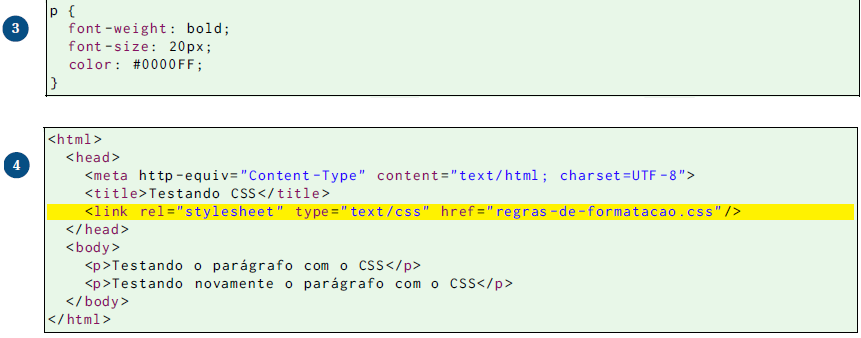 3
p {
  font-weight: bold;
  font-size: 20px;
  color: #0000FF;
}
4
<html>
  <head>
    <meta http-equiv="Content-Type" content="text/html; charset=UTF-8">
    <title>Testando CSS</title>
    <link rel="stylesheet" type="text/css" href="regras-de-formatacao.css"/>
  </head>
  <body>
    <p>Testando o parágrafo com o CSS</p>
    <p>Testando novamente o parágrafo com o CSS</p>
  </body>
</html>